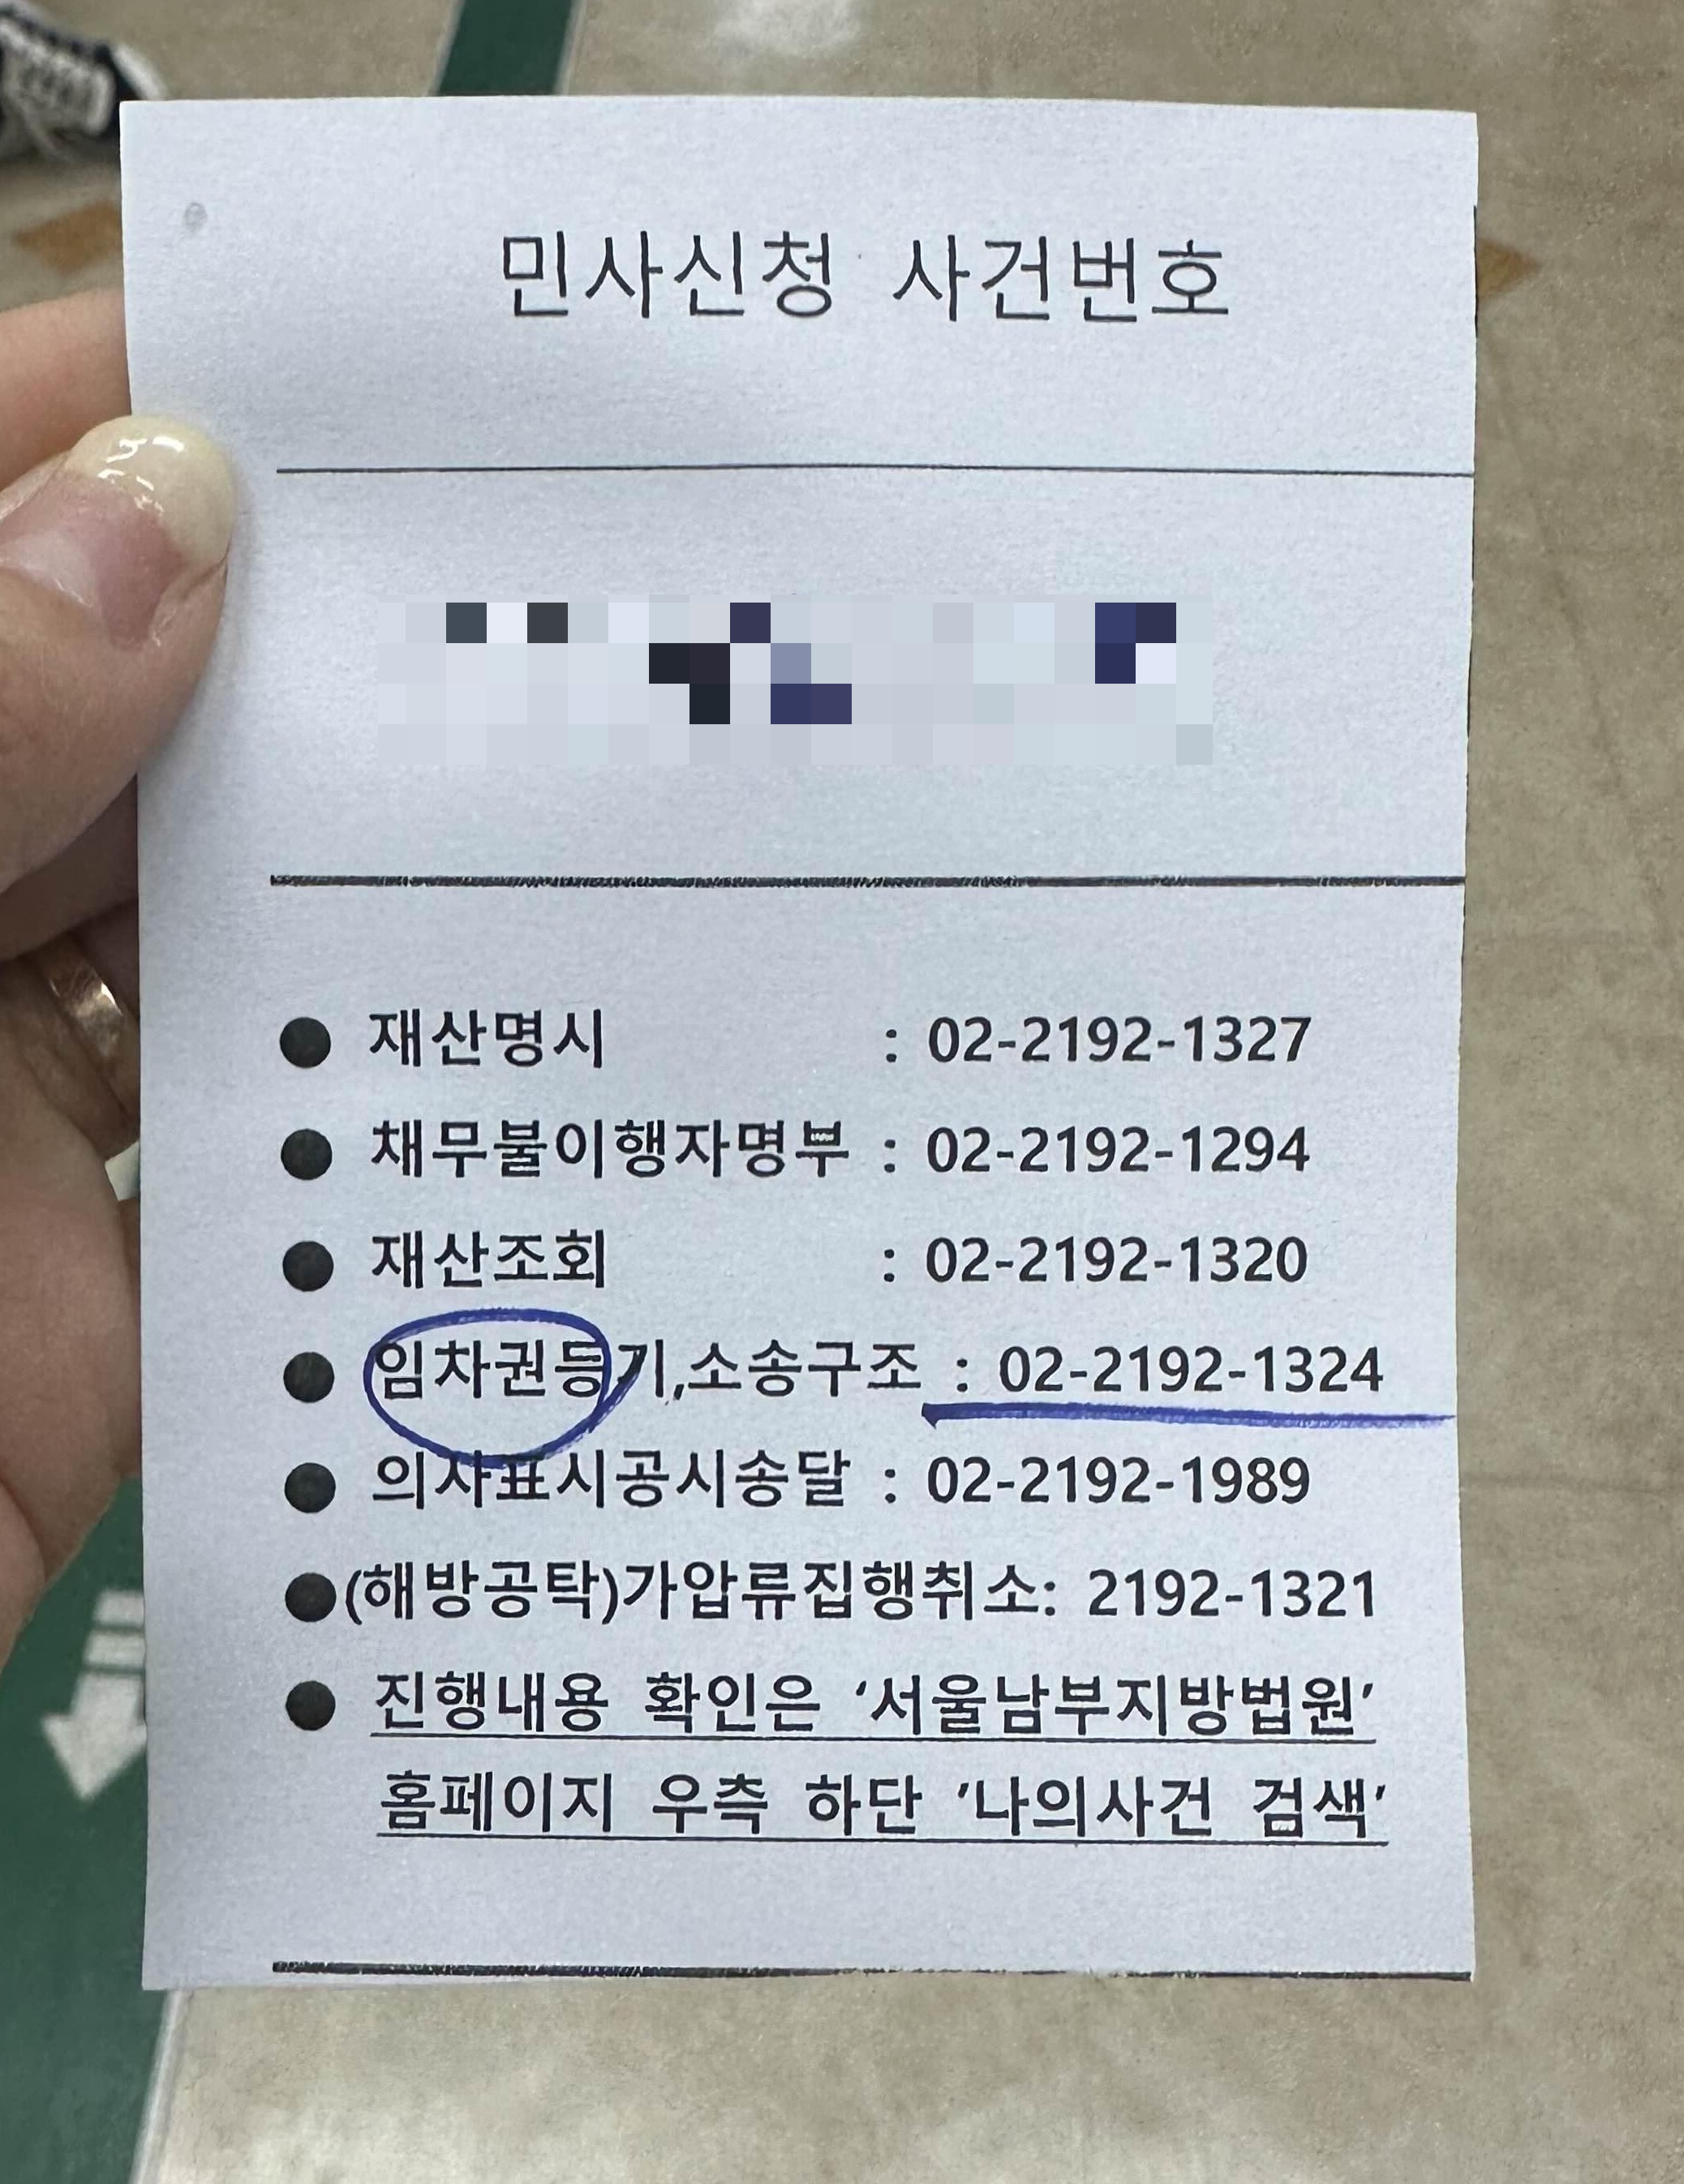 민사신청 사건번호
● 재산명시 : 02-2192-1327
● 채무불이행자명부 : 02-2192-1294
● 재산조회 : 02-2192-1320
● 임차권등기,소송구조 : 02-2192-1324
● 의사표시공시송달 : 02-2192-1989
●(해방공탁)가압류집행취소: 2192-1321
● 진행내용 확인은 ‘서울남부지방법원’
홈페이지 우측 하단 ‘나의사건 검색’